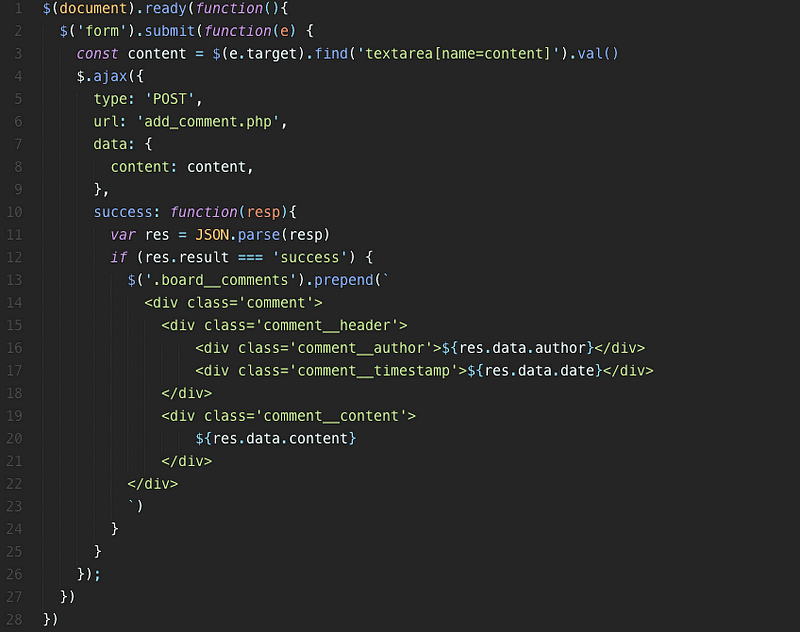 1 $(document).ready(function(){
2   $('form').submit(function(e) {
3     const content = $(e.target).find('textarea[name=content]').val()
4     $.ajax({
5       type: 'POST',
6       url: 'add_comment.php',
7       data: {
8         content: content,
9       },
10       success: function(resp){
11         var res = JSON.parse(resp)
12         if (res.result === 'success') {
13           $('.board__comments').prepend(`
14             <div class='comment'>
15               <div class='comment__header'>
16                   <div class='comment__author'>${res.data.author}</div>
17                   <div class='comment__timestamp'>${res.data.date}</div>
18               </div>
19               <div class='comment__content'>
20                   ${res.data.content}
21               </div>
22           </div>
23           `)
24         }
25       }
26     });
27   })
28 })